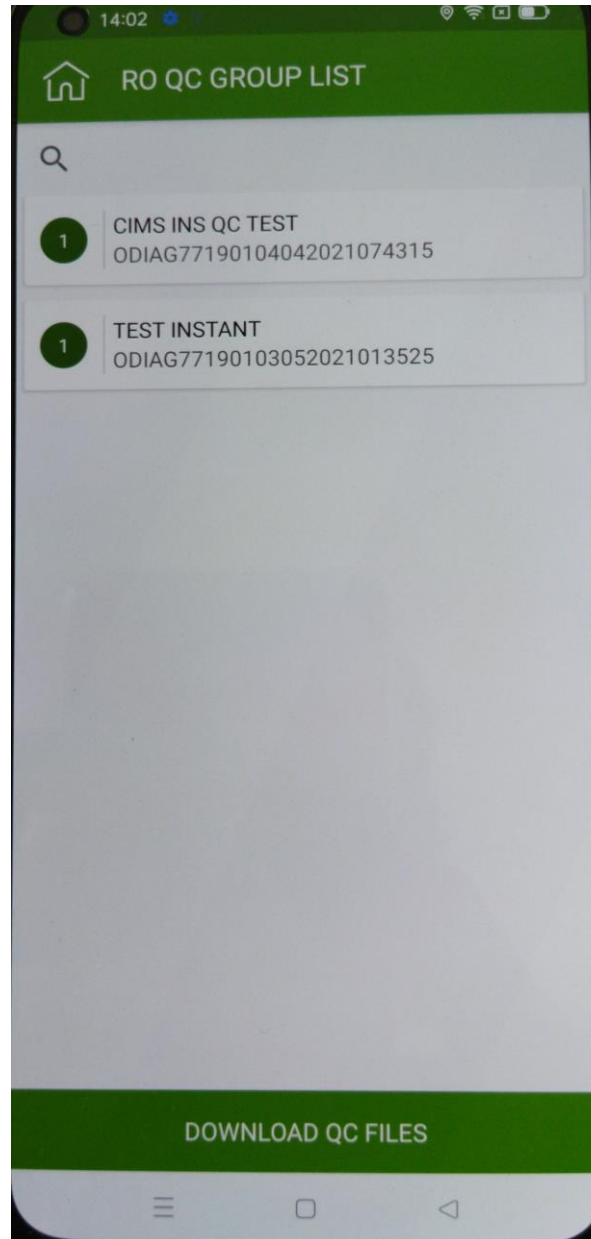 14:02
RO QC GROUP LIST
1
CIMS INS QC TEST
ODIAG77190104042021074315
1
TEST INSTANT
ODIAG77190103052021013525
DOWNLOAD QC FILES